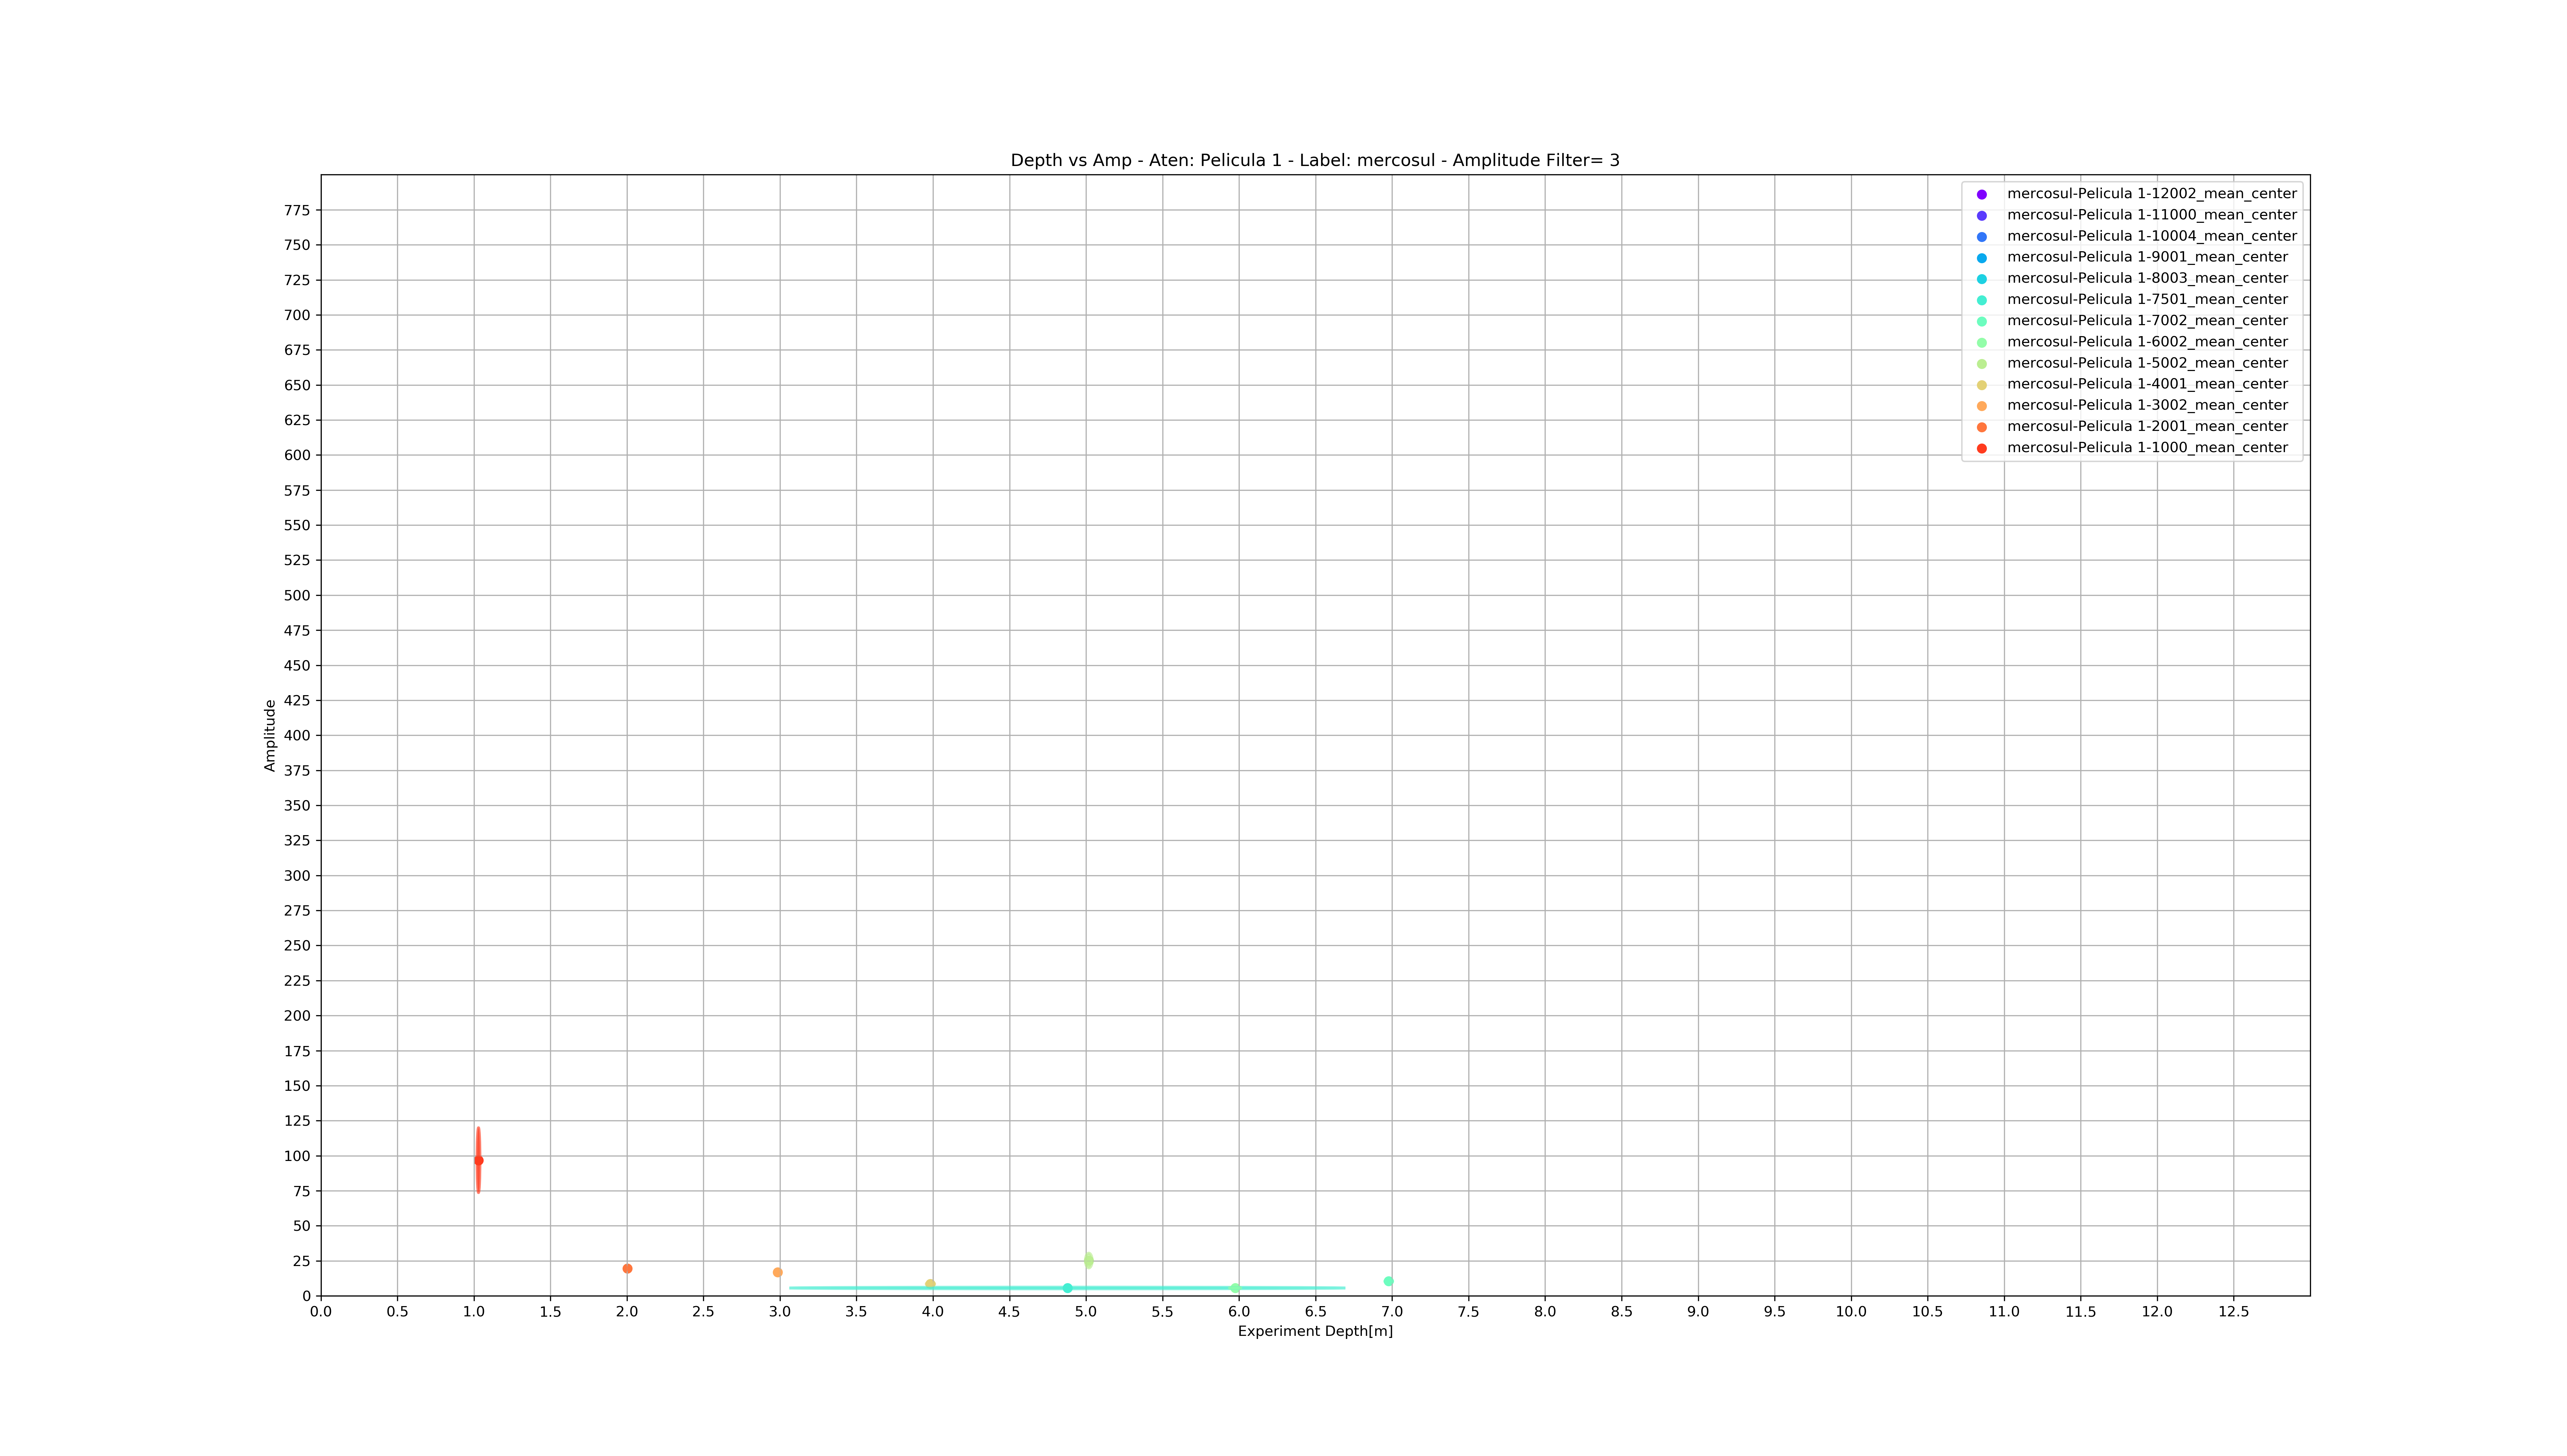 Depth vs Amp - Aten: Pelicula 1 - Label: mercosul - Amplitude Filter= 3
mercosul-Pelicula 1-12002_mean_center
mercosul-Pelicula 1-11000_mean_center
mercosul-Pelicula 1-10004_mean_center
mercosul-Pelicula 1-9001_mean_center
mercosul-Pelicula 1-8003_mean_center
mercosul-Pelicula 1-7501_mean_center
mercosul-Pelicula 1-7002_mean_center
mercosul-Pelicula 1-6002_mean_center
mercosul-Pelicula 1-5002_mean_center
mercosul-Pelicula 1-4001_mean_center
mercosul-Pelicula 1-3002_mean_center
mercosul-Pelicula 1-2001_mean_center
mercosul-Pelicula 1-1000_mean_center
775
750
725
700
675
650
625
600
575
550
525
500
475
450
425
400
375
350
325
300
275
250
225
200
175
150
125
100
75
50
25
0
Amplitude
0.0 0.5 1.0 1.5 2.0 2.5 3.0 3.5 4.0 4.5 5.0 5.5 6.0 6.5 7.0 7.5 8.0 8.5 9.0 9.5 10.0 10.5 11.0 11.5 12.0 12.5
Experiment Depth[m]